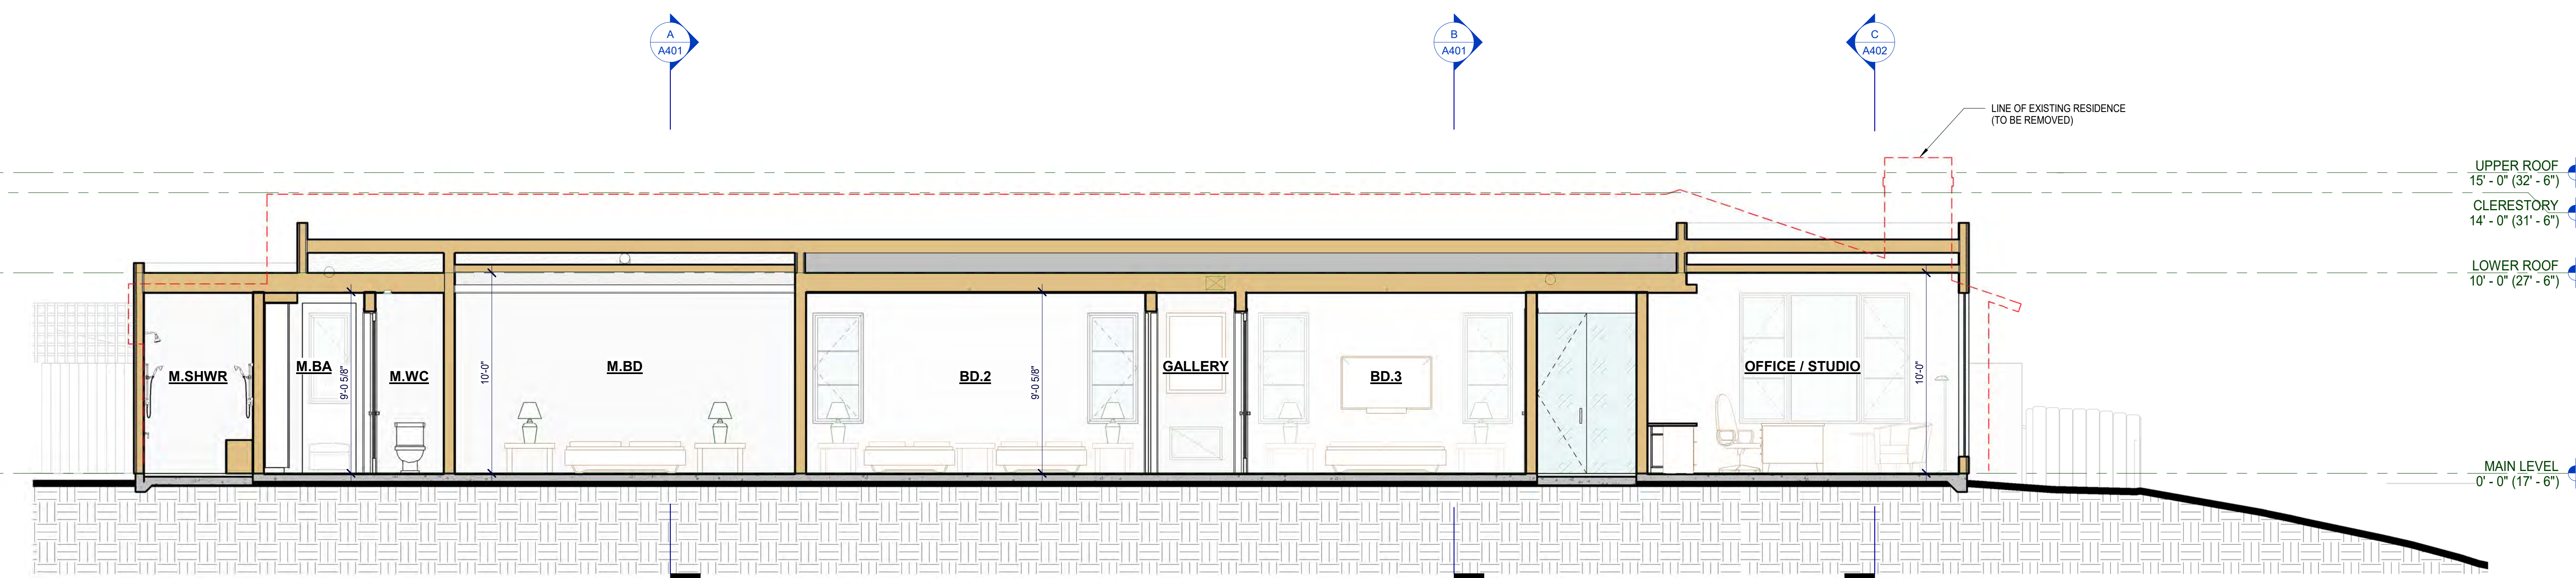 A
A401
B
A401
C
A402
LINE OF EXISTING RESIDENCE
(TO BE REMOVED)
UPPER ROOF
15' - 0" (32' - 6")
CLERESTORY
14' - 0" (31' - 6")
LOWER ROOF
10' - 0" (27' - 6")
M.SHWR
M.BA
9'-0 5/8"
M.WC
10'-0"
M.BD
BD.2
9'-0 5/8"
GALLERY
BD.3
OFFICE / STUDIO
10'-0"
MAIN LEVEL
0' - 0" (17' - 6")